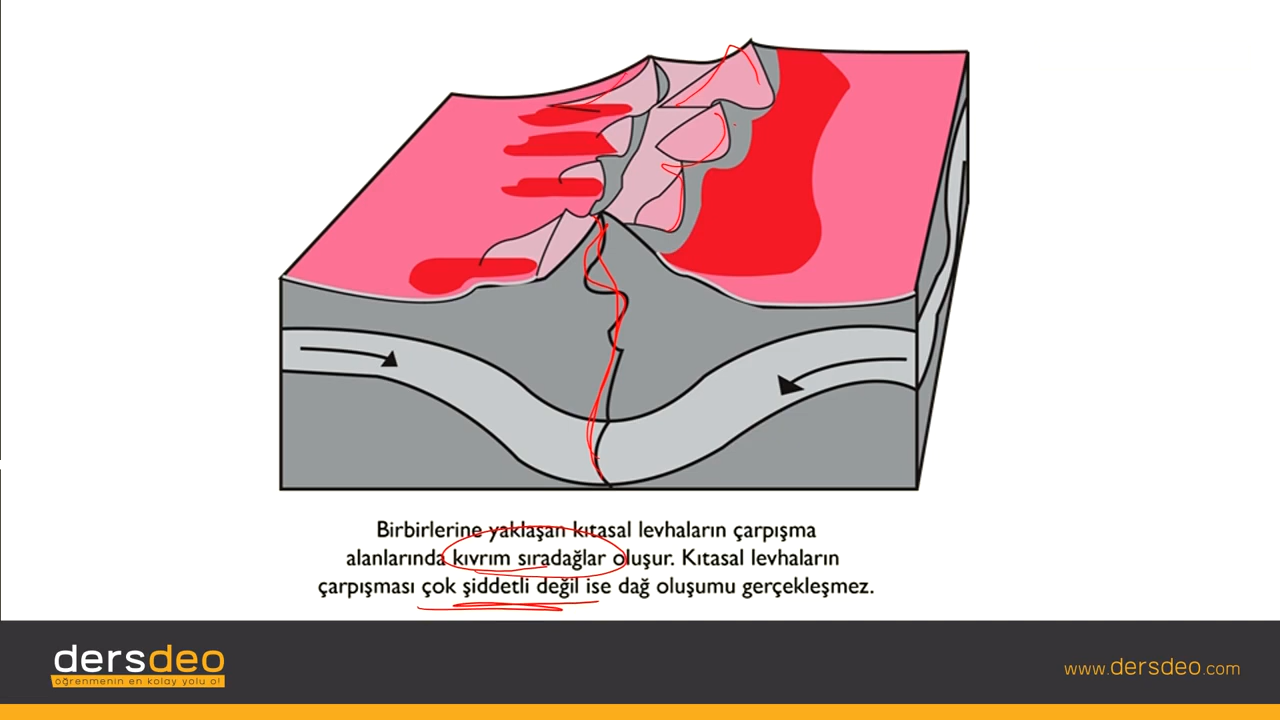 Birbirlerine yaklaşan kıtasal levhaların çarpışma
alanlarında kıvrım sıradağlar oluşur. Kıtasal levhaların
çarpışması çok şiddetli değil ise dağ oluşumu gerçekleşmez.
dersdeo
öğrenmenin en kolay yolu o!
www.dersdeo.com